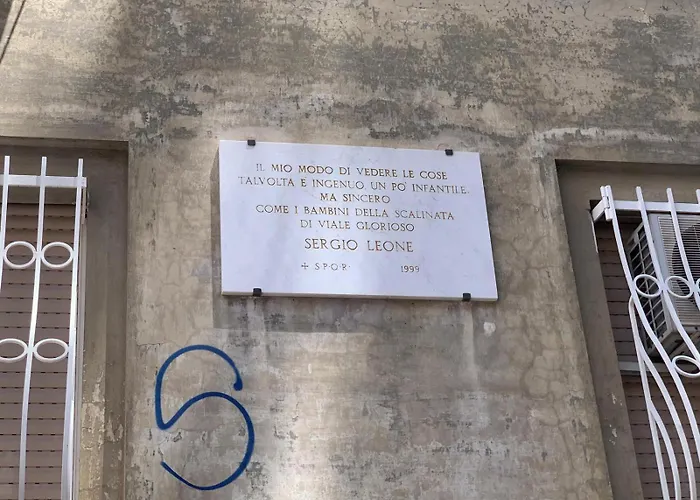 IL MIO MODO DI VEDERE LE COSE
TALVOLTA E INGENUO, UN PO' INFANTILE,
MA SINCERO
COME I BAMBINI DELLA SCALINATA
DI VIALE GLORIOSO
SERGIO LEONE
+ S·P·Q·R· 1999